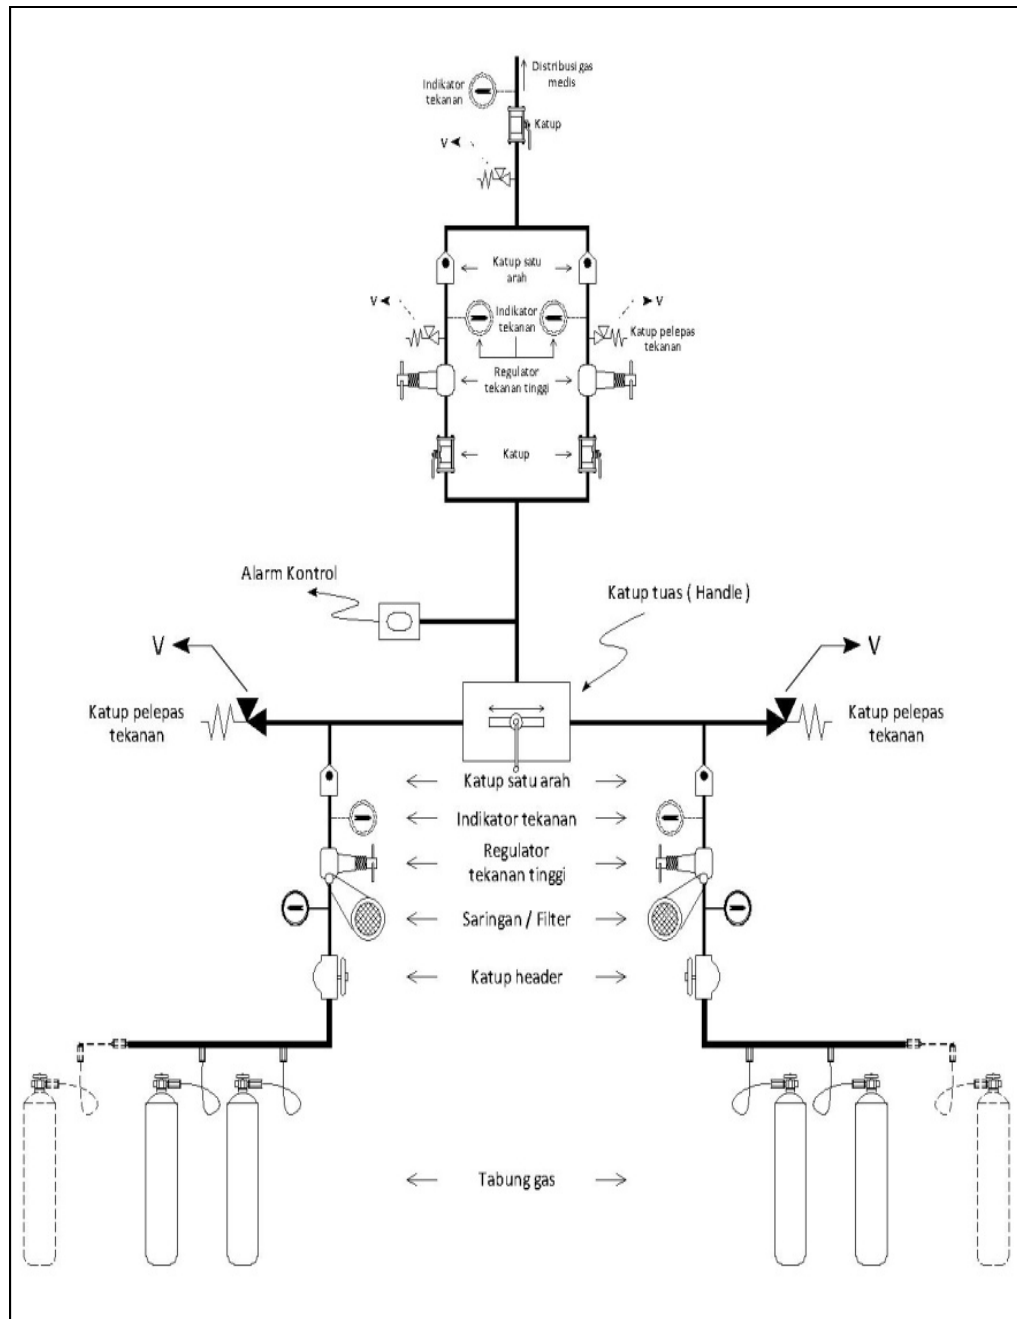 Distribusi gas
medis
Indikator
tekanan
Katup
V
Katup satu
arah
V
V
Indikator
tekanan
Katup pelepas
tekanan
Regulator
tekanan tinggi
Katup
Alarm Kontrol
Katup tuas ( Handle )
V
V
Katup pelepas
tekanan
Katup pelepas
tekanan
Katup satu arah
Indikator tekanan
Regulator
tekanan tinggi
Saringan / Filter
Katup header
Tabung gas